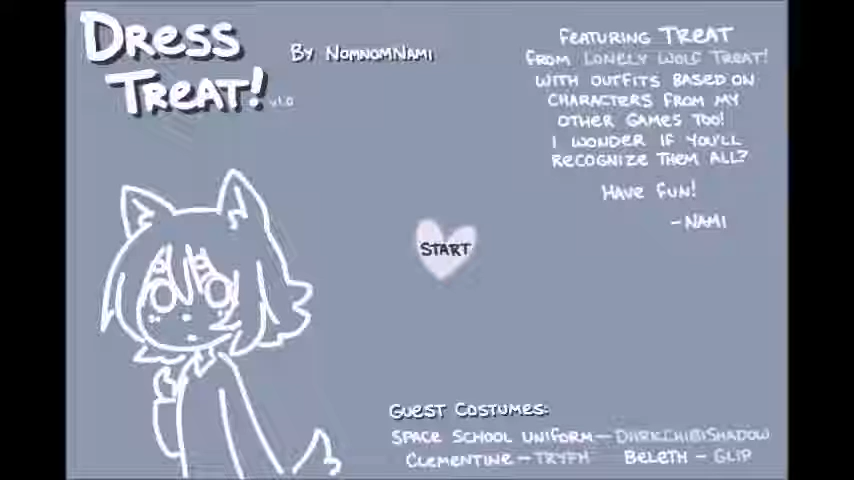 DRESS
TREAT!
v1.0
BY NOMNOMNAMI
FEATURING TREAT
FROM LONELY WOLF TREAT!
WITH OUTFITS BASED ON
CHARACTERS FROM MY
OTHER GAMES TOO!
I WONDER IF YOU'LL
RECOGNIZE THEM ALL?
HAVE FUN!
-NAMI
START
GUEST COSTUMES:
SPACE SCHOOL UNIFORM- DIIRKCHIBISHADOW
CLEMENTINE - TRYFH BELETH - GLIP